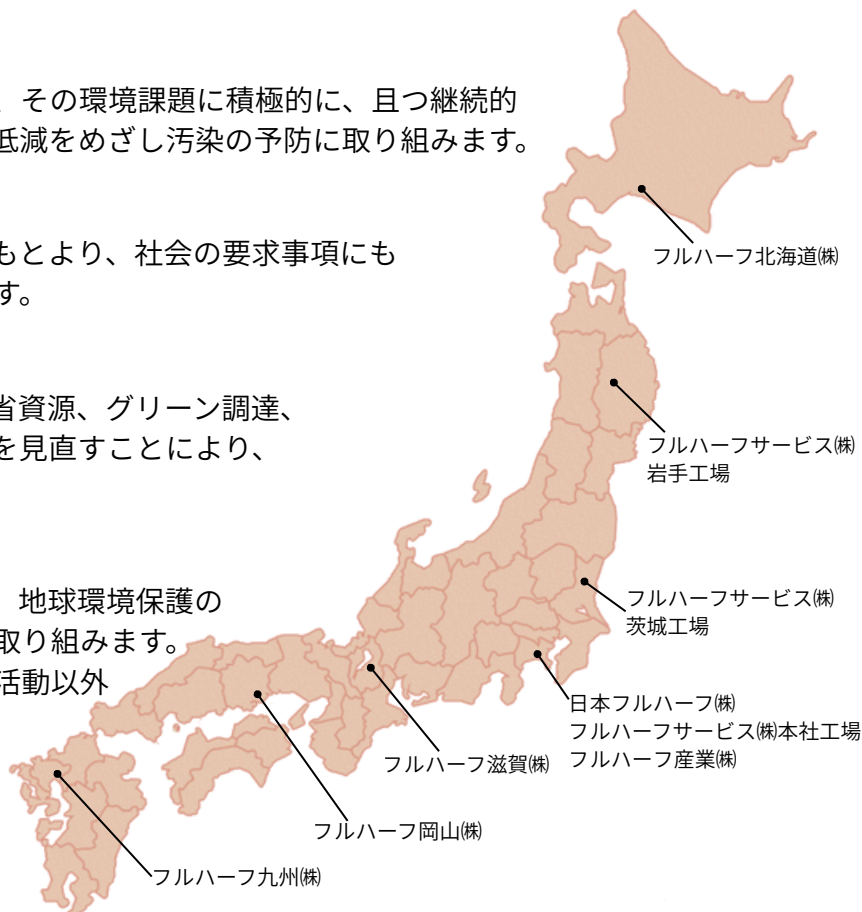 、その環境課題に積極的に、且つ継続的
低減をめざし汚染の予防に取り組みます。
もとより、社会の要求事項にも
す。
省資源、グリーン調達、
を見直すことにより、
、地球環境保護の
取り組みます。
活動以外
フルハーフ北海道㈱
フルハーフサービス㈱
岩手工場
フルハーフサービス㈱
茨城工場
日本フルハーフ㈱
フルハーフサービス㈱本社工場
フルハーフ産業㈱
フルハーフ滋賀㈱
フルハーフ岡山㈱
フルハーフ九州㈱